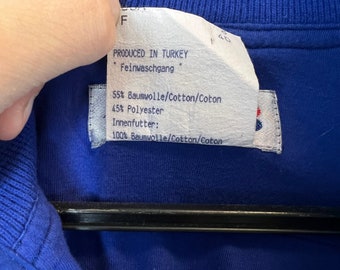 F
PRODUCED IN TURKEY
" Feinwaschgang "
55% Baumwolle/Cotton/Coton
45% Polyester
Innenfutter:
100% Baumwolle/Cotton/Coton